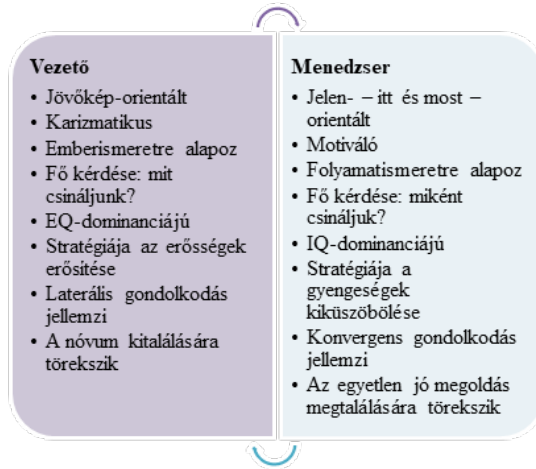 Vezető
• Jövőkép-orientált
• Karizmatikus
• Emberismeretre alapoz
• Fő kérdése: mit
csináljunk?
• EQ-dominanciájú
• Stratégiája az erősségek
erősítése
• Laterális gondolkodás
jellemzi
• A nóvum kitalálására
törekszik
Menedzser
• Jelen- – itt és most –
orientált
• Motiváló
• Folyamatismeretre alapoz
• Fő kérdése: miként
csináljuk?
• IQ-dominanciájú
• Stratégiája a
gyengeségek
kiküszöbölése
• Konvergens gondolkodás
jellemzi
• Az egyetlen jó megoldás
megtalálására törekszik